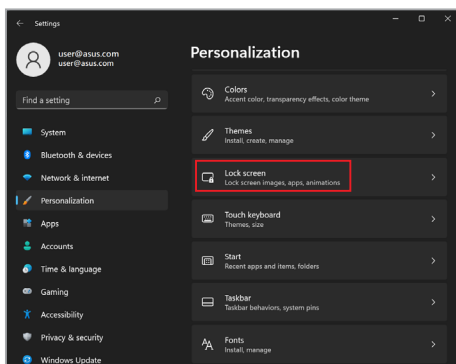 Settings
user@asus.com
user@asus.com
Find a setting
System
Bluetooth & devices
Network & internet
Personalization
Apps
Accounts
Time & language
Gaming
Accessibility
Privacy & security
Windows Update
Personalization
Colors
Accent color, transparency effects, color theme
Themes
Install, create, manage
Lock screen
Lock screen images, apps, animations
Touch keyboard
Themes, size
Start
Recent apps and items, folders
Taskbar
Taskbar behaviors, system pins
Fonts
Install, manage